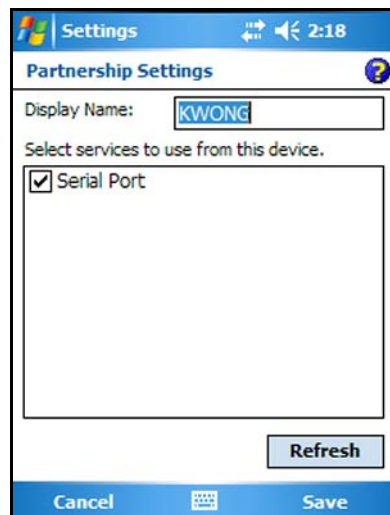 Settings 2:18
Partnership Settings
Display Name: KWONG
Select services to use from this device.
Serial Port
Refresh
Cancel Save